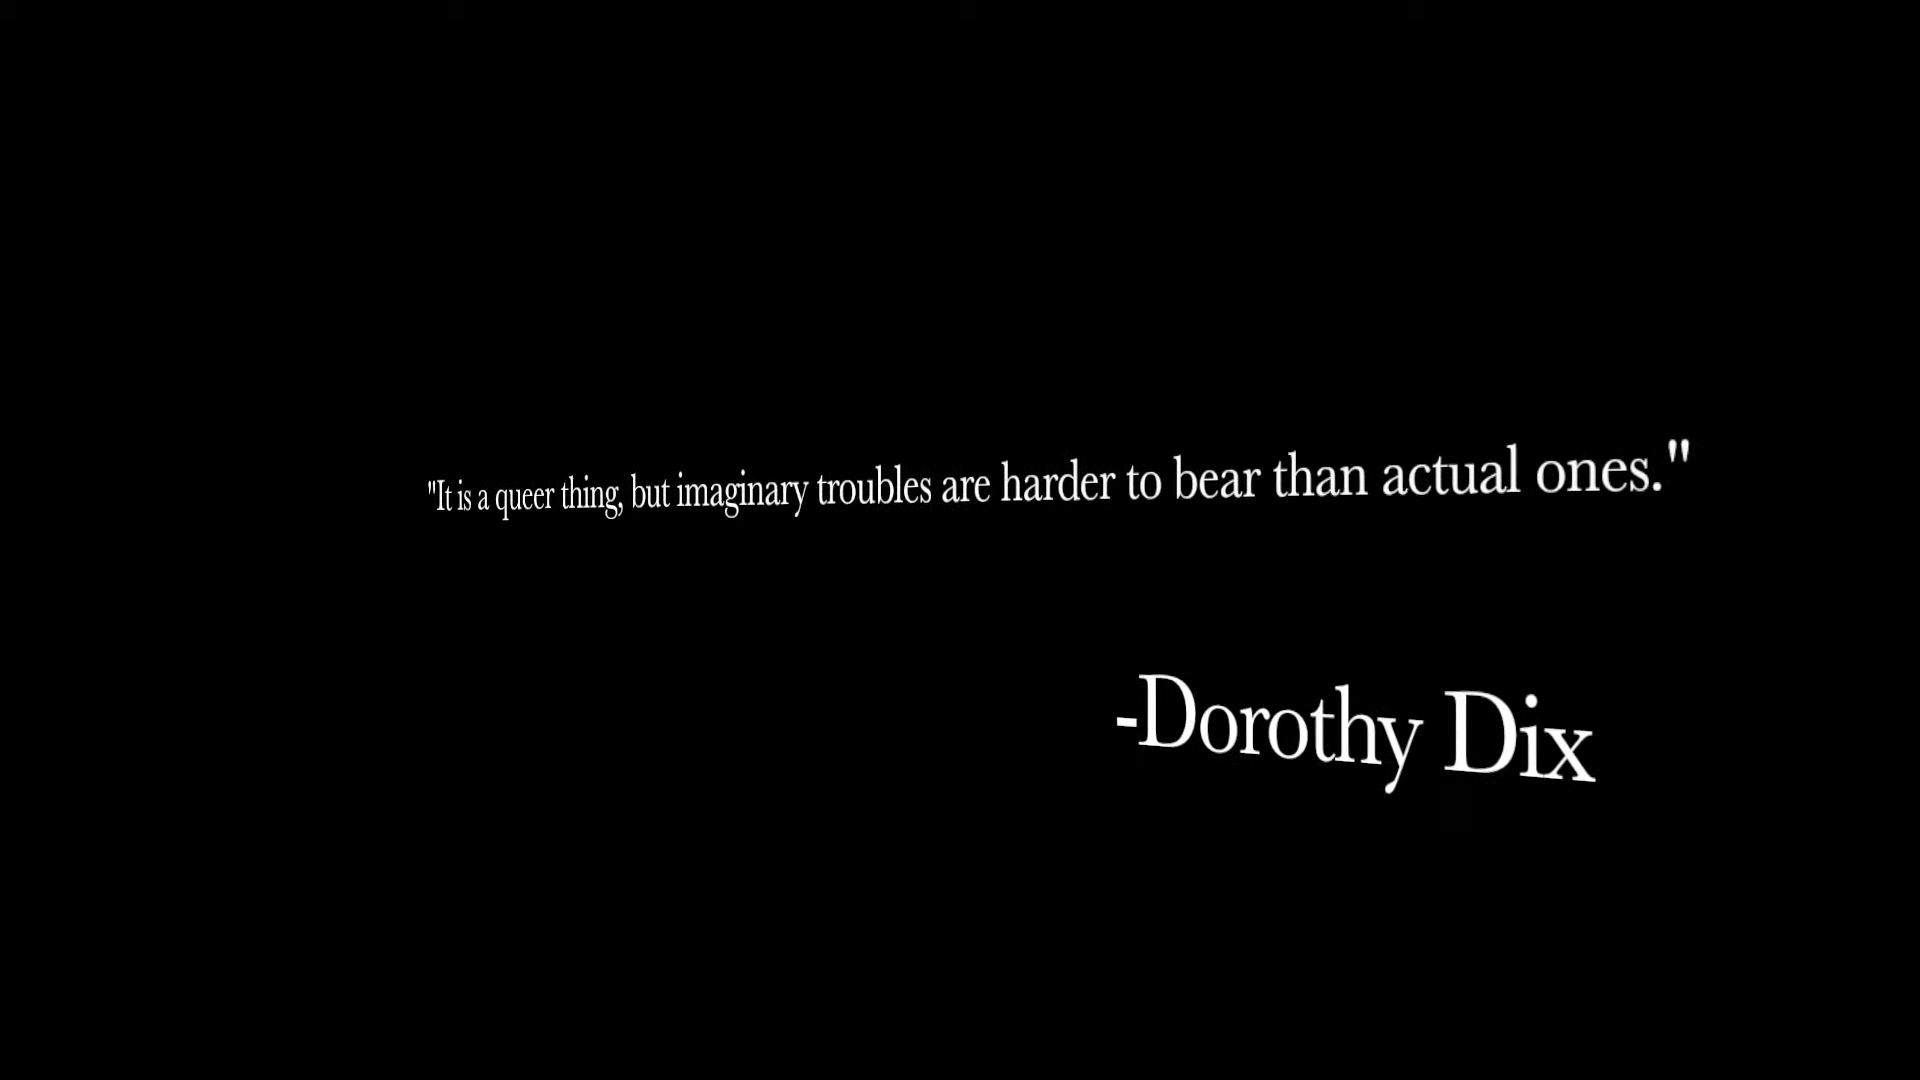 "It is a queer thing, but imaginary troubles are harder to bear than actual ones."
-Dorothy Dix